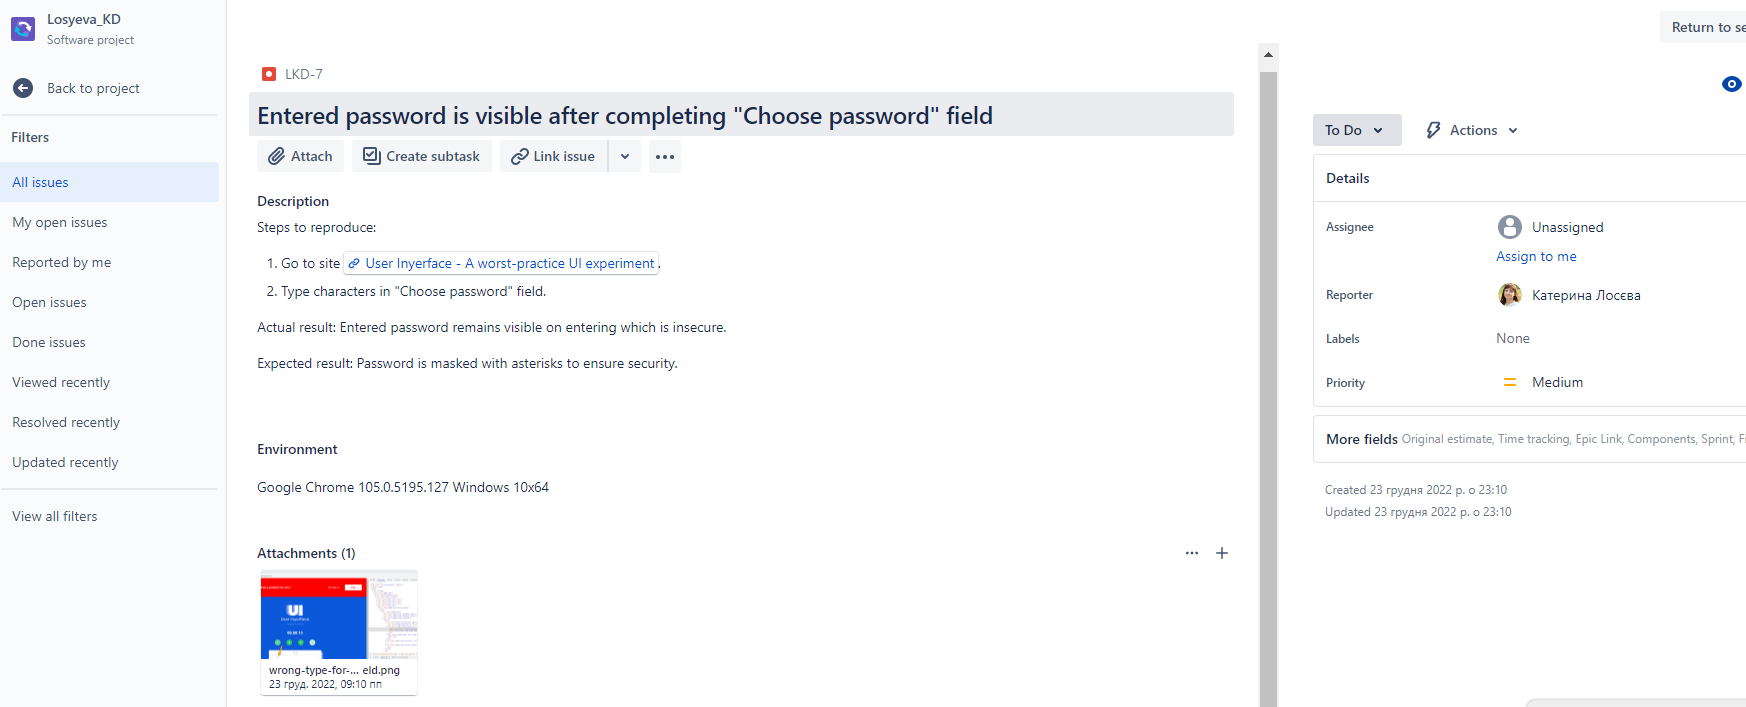 Losyeva_KD
Software project
Back to project
Filters
All issues
My open issues
Reported by me
Open issues
Done issues
Viewed recently
Resolved recently
Updated recently
View all filters
LKD-7
Entered password is visible after completing "Choose password" field
Attach
Create subtask
Link issue
Description
Steps to reproduce:
1. Go to site User Inyerface - A worst-practice UI experiment .
2. Type characters in "Choose password" field.
Actual result: Entered password remains visible on entering which is insecure.
Expected result: Password is masked with asterisks to ensure security.
Environment
Google Chrome 105.0.5195.127 Windows 10x64
Attachments (1)
UI
wrong-type-for-... eld.png
23 груд. 2022, 09:10 пп
Return to se
To Do
Actions
Details
Assignee Unassigned
Assign to me
Reporter Катерина Лосєва
Labels None
Priority Medium
More fields Original estimate, Time tracking, Epic Link, Components, Sprint, Fi
Created 23 грудня 2022 р. о 23:10
Updated 23 грудня 2022 р. о 23:10